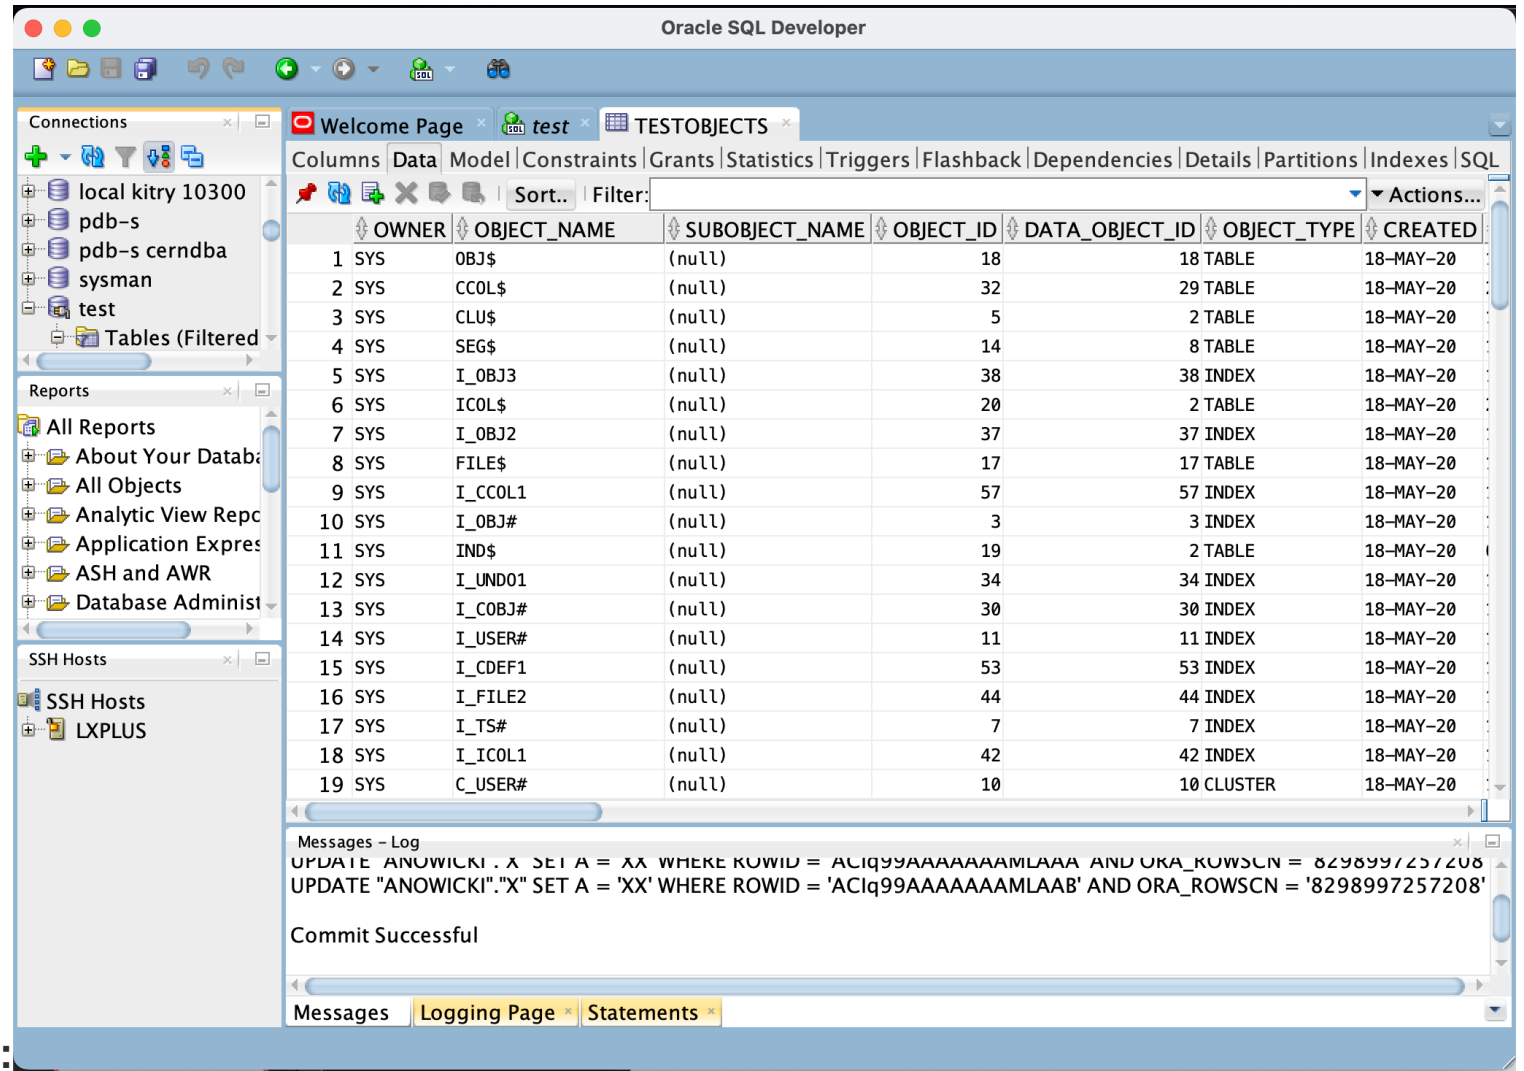 Oracle SQL Developer
Connections
local kitry 10300
pdb-s
pdb-s cerndba
sysman
test
Tables (Filtered
Reports
All Reports
About Your Databa
All Objects
Analytic View Repo
Application Expres
ASH and AWR
Database Administ
SSH Hosts
SSH Hosts
LXPLUS
Welcome Page test TESTOBJECTS
Columns Data Model Constraints Grants Statistics Triggers Flashback Dependencies Details Partitions Indexes SQL
Sort.. Filter: Actions...
OWNER OBJECT_NAME SUBOBJECT_NAME OBJECT_ID DATA_OBJECT_ID OBJECT_TYPE CREATED
1 SYS OBJ$ (null) 18 18 TABLE 18-MAY-20
2 SYS CCOL$ (null) 32 29 TABLE 18-MAY-20
3 SYS CLU$ (null) 5 2 TABLE 18-MAY-20
4 SYS SEG$ (null) 14 8 TABLE 18-MAY-20
5 SYS I_OBJ3 (null) 38 38 INDEX 18-MAY-20
6 SYS ICOL$ (null) 20 2 TABLE 18-MAY-20
7 SYS I_OBJ2 (null) 37 37 INDEX 18-MAY-20
8 SYS FILE$ (null) 17 17 TABLE 18-MAY-20
9 SYS I_CCOL1 (null) 57 57 INDEX 18-MAY-20
10 SYS I_OBJ# (null) 3 3 INDEX 18-MAY-20
11 SYS IND$ (null) 19 2 TABLE 18-MAY-20
12 SYS I_UNDO1 (null) 34 34 INDEX 18-MAY-20
13 SYS I_COBJ# (null) 30 30 INDEX 18-MAY-20
14 SYS I_USER# (null) 11 11 INDEX 18-MAY-20
15 SYS I_CDEF1 (null) 53 53 INDEX 18-MAY-20
16 SYS I_FILE2 (null) 44 44 INDEX 18-MAY-20
17 SYS I_TS# (null) 7 7 INDEX 18-MAY-20
18 SYS I_ICOL1 (null) 42 42 INDEX 18-MAY-20
19 SYS C_USER# (null) 10 10 CLUSTER 18-MAY-20
Messages - Log
UPDATE "ANOWICKI"."X" SET A = 'XX' WHERE ROWID = 'ACIq99AAAAAAAMLAAA' AND ORA_ROWSCN = '8298997257208'
UPDATE "ANOWICKI"."X" SET A = 'XX' WHERE ROWID = 'ACIq99AAAAAAAMLAAB' AND ORA_ROWSCN = '8298997257208'
Commit Successful
Messages Logging Page Statements
: